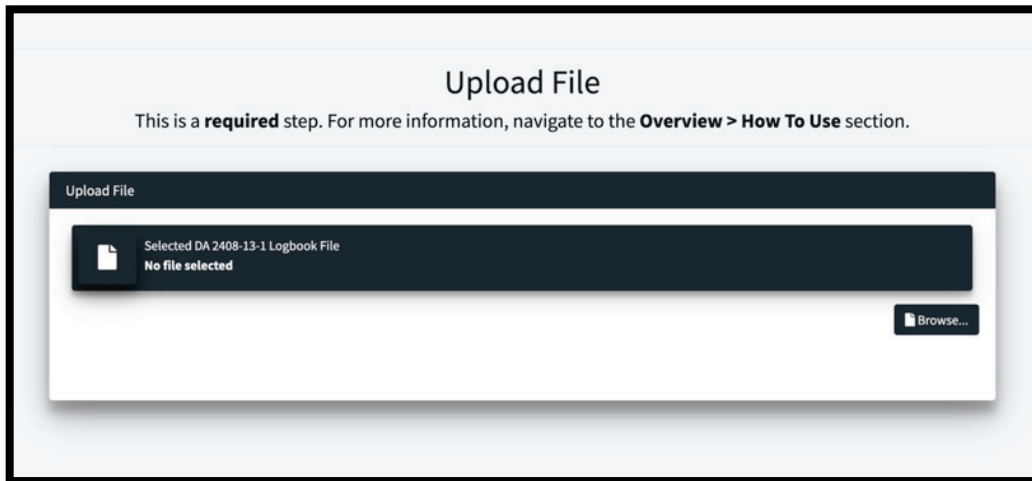 Upload File
This is a required step. For more information, navigate to the Overview > How To Use section.
Upload File
Selected DA 2408-13-1 Logbook File
No file selected
Browse...